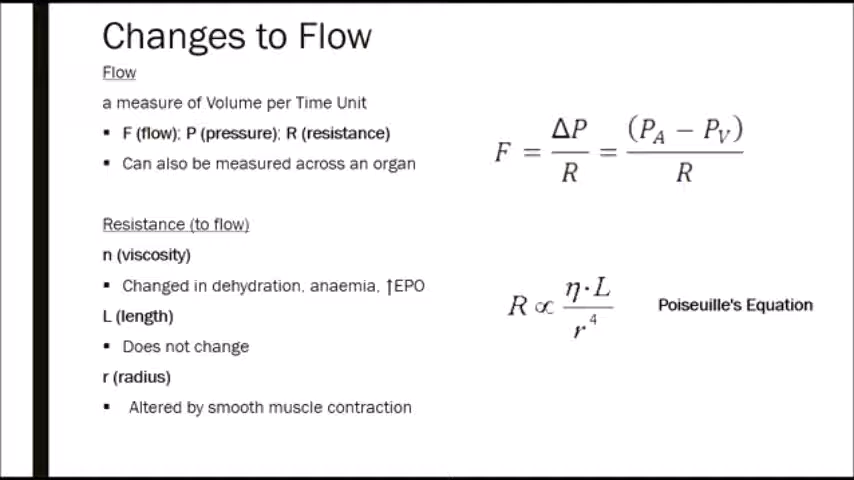 Changes to Flow
Flow
a measure of Volume per Time Unit
▪ F (flow); P (pressure); R (resistance)
▪ Can also be measured across an organ
F = ΔP / R = (P_A − P_V) / R
Resistance (to flow)
n (viscosity)
▪ Changed in dehydration, anaemia, ↑EPO
L (length)
▪ Does not change
r (radius)
▪ Altered by smooth muscle contraction
R ∝ η·L / r⁴
Poiseuille's Equation